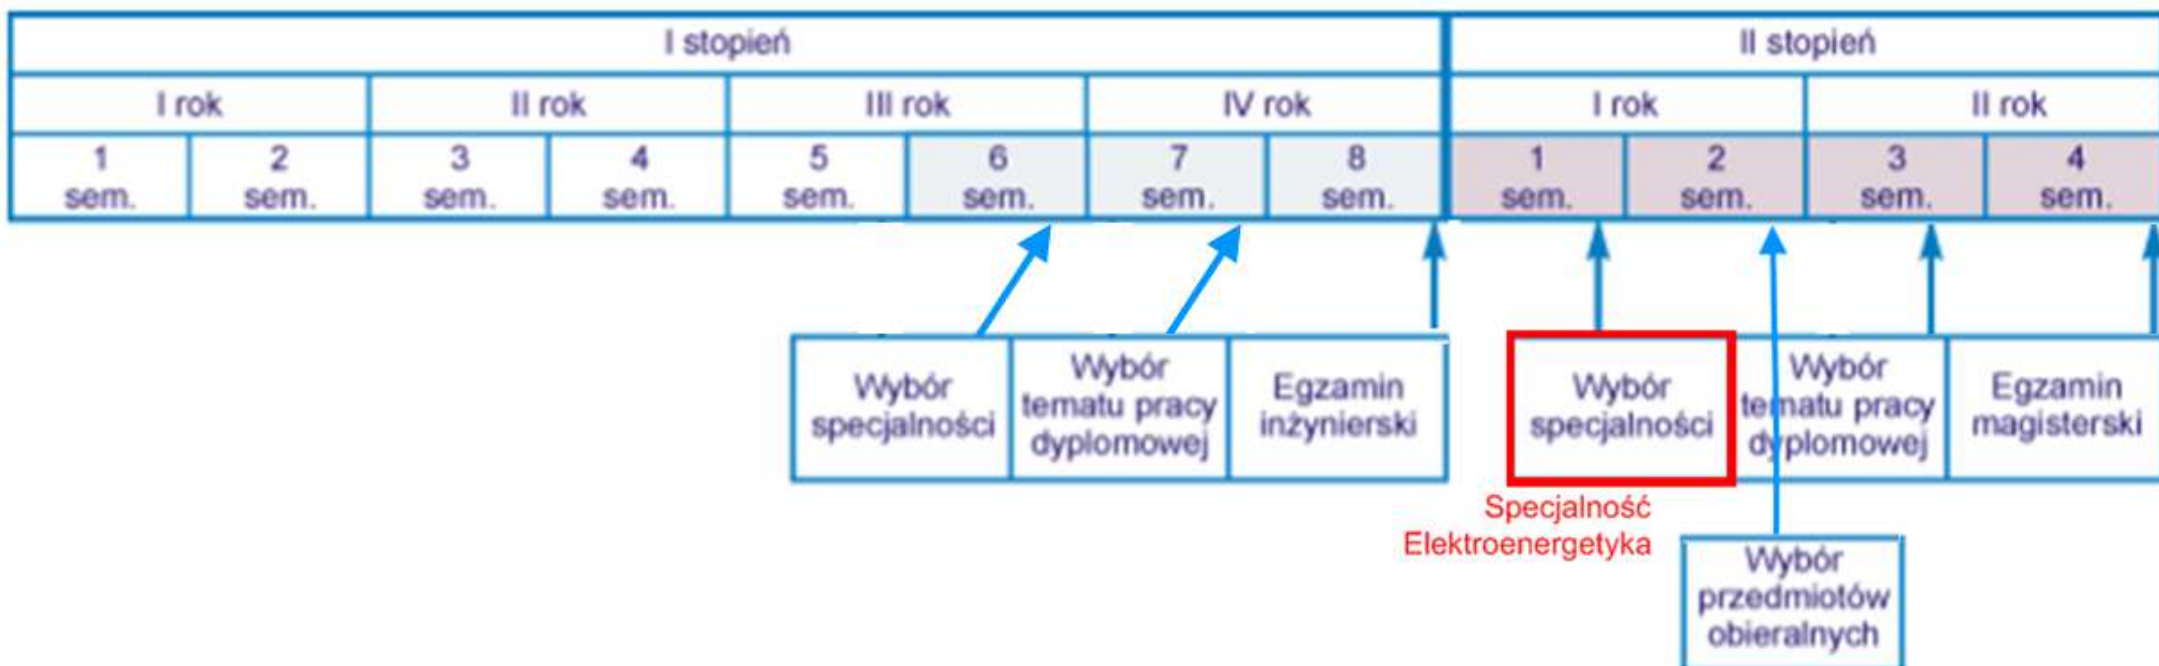 I stopień
II stopień
I rok
II rok
III rok
IV rok
I rok
II rok
1
sem.
2
sem.
3
sem.
4
sem.
5
sem.
6
sem.
7
sem.
8
sem.
1
sem.
2
sem.
3
sem.
4
sem.
Wybór
specjalności
Wybór
tematu pracy
dyplomowej
Egzamin
inżynierski
Wybór
specjalności
Wybór
tematu pracy
dyplomowej
Egzamin
magisterski
Specjalność
Elektroenergetyka
Wybór
przedmiotów
obieralnych